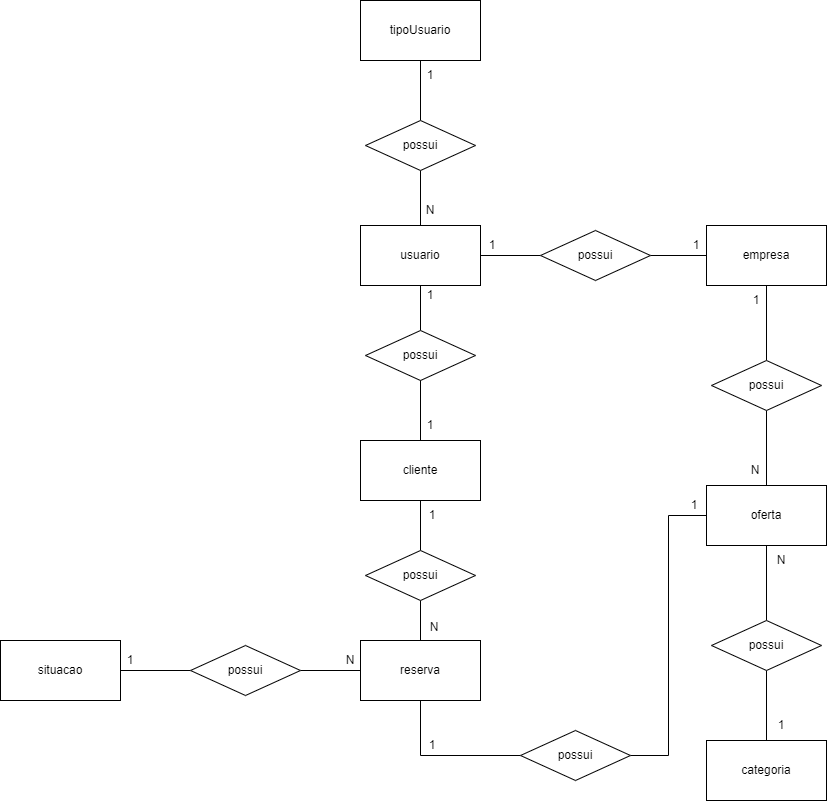 tipoUsuario
1
possui
N
usuario
1
possui
1
empresa
1
possui
1
1
possui
N
cliente
1
possui
N
oferta
1
N
possui
1
situacao
1
possui
N
reserva
1
possui
categoria